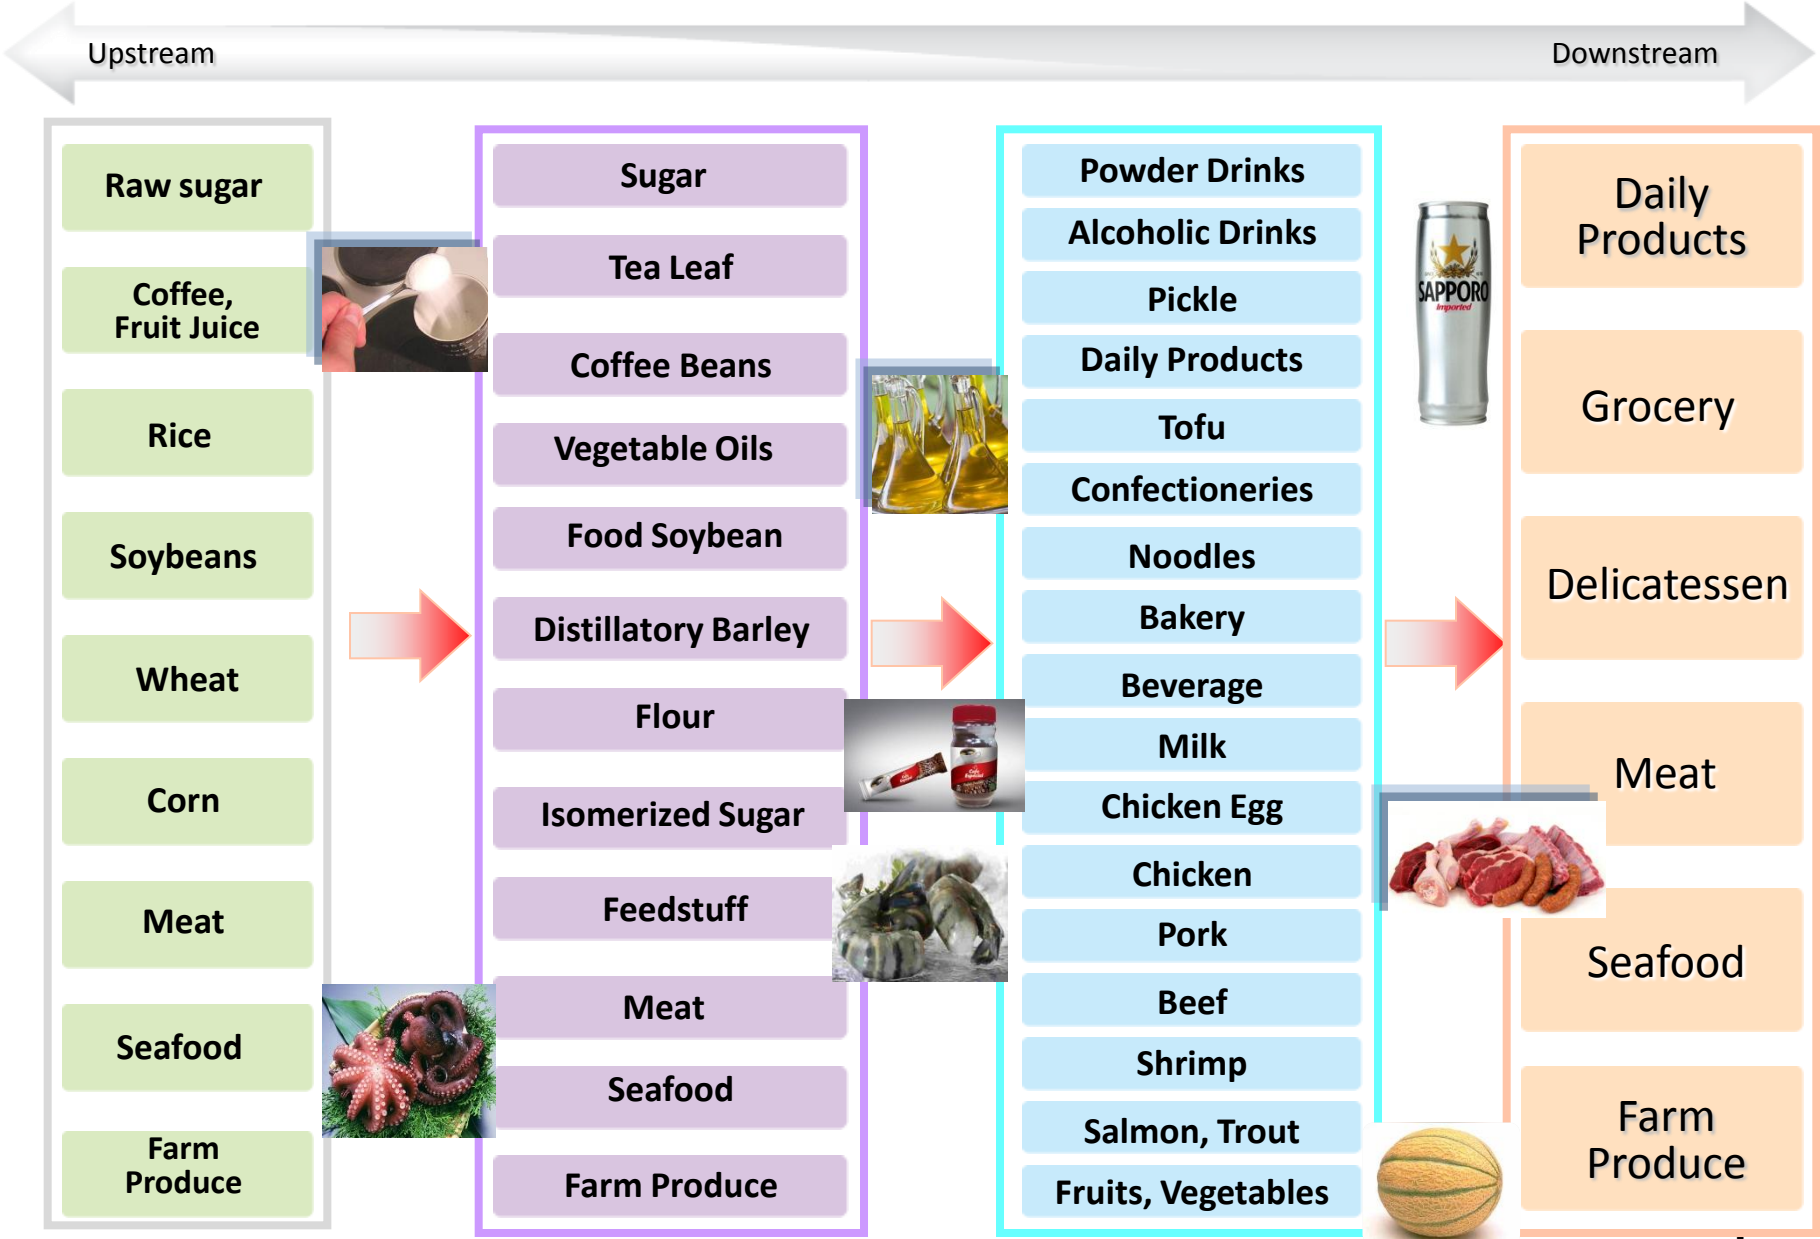 Upstream
Downstream
Raw sugar
Coffee,
Fruit Juice
Rice
Soybeans
Wheat
Corn
Meat
Seafood
Farm
Produce
Sugar
Tea Leaf
Coffee Beans
Vegetable Oils
Food Soybean
Distillatory Barley
Flour
Isomerized Sugar
Feedstuff
Meat
Seafood
Farm Produce
Powder Drinks
Alcoholic Drinks
Pickle
Daily Products
Tofu
Confectioneries
Noodles
Bakery
Beverage
Milk
Chicken Egg
Chicken
Pork
Beef
Shrimp
Salmon, Trout
Fruits, Vegetables
SAPPORO
Imported
Daily
Products
Grocery
Delicatessen
Meat
Seafood
Farm
Produce